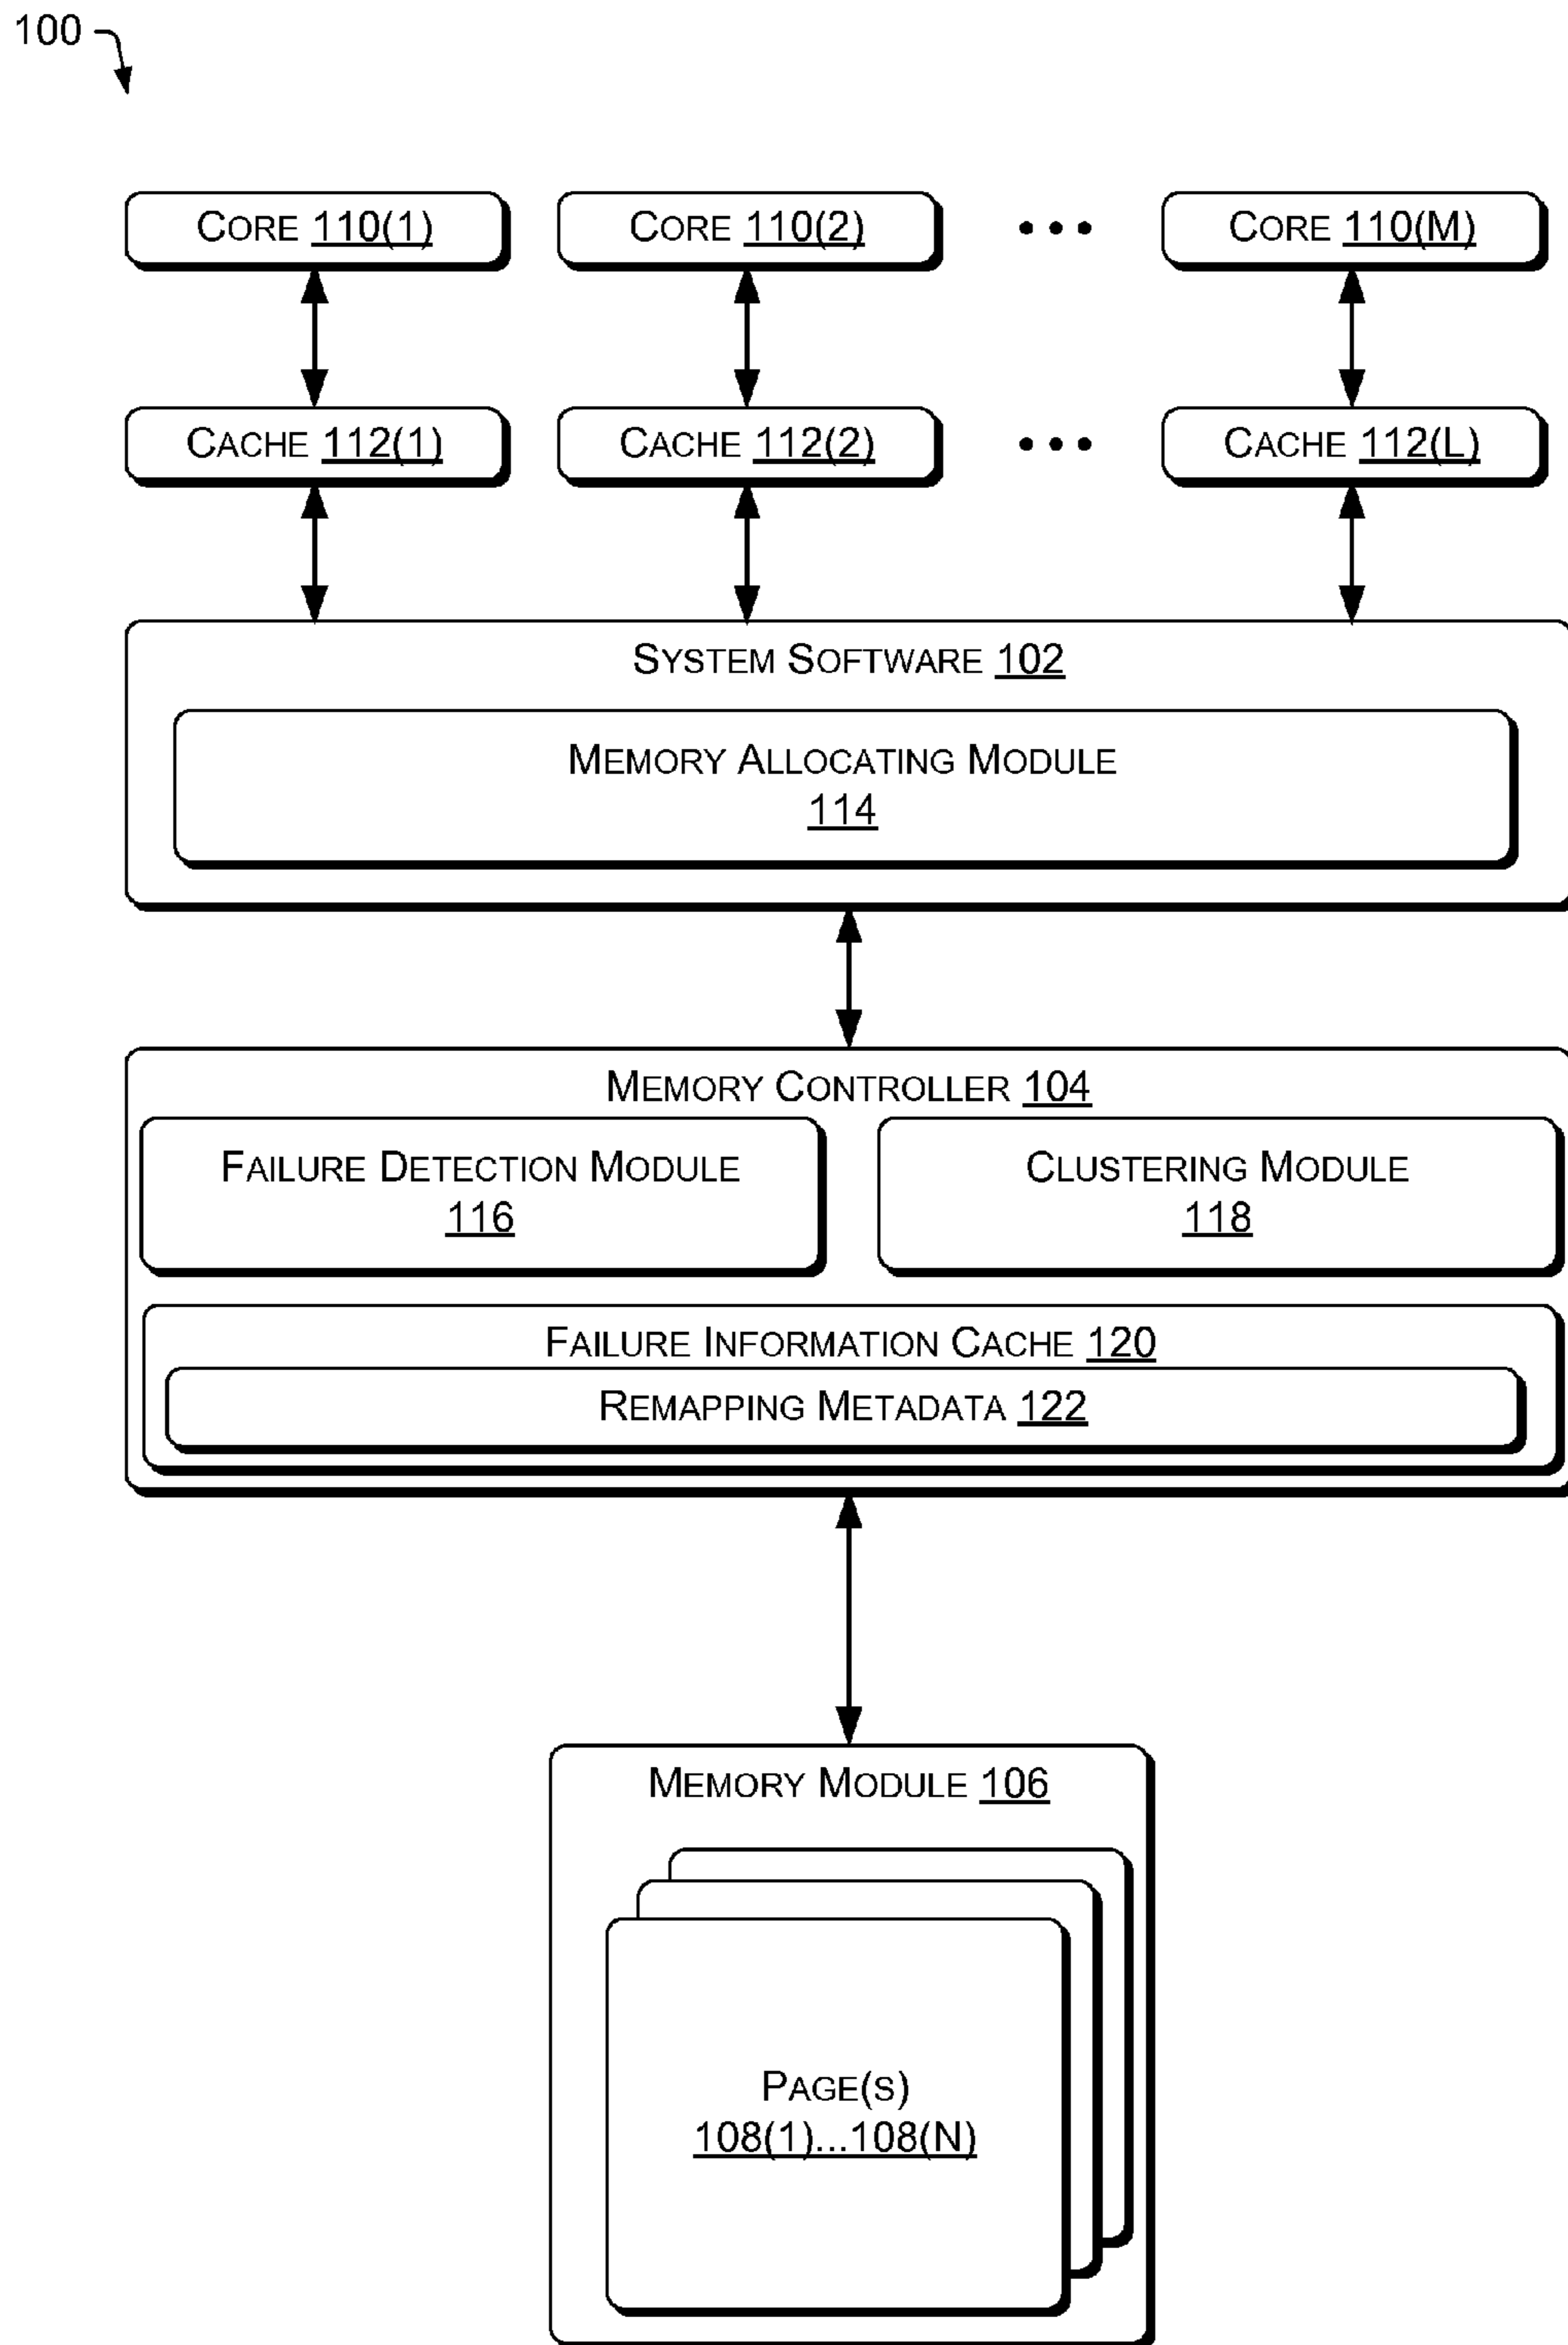 100
CORE 110(1) CORE 110(2) ••• CORE 110(M)
CACHE 112(1) CACHE 112(2) ••• CACHE 112(L)
SYSTEM SOFTWARE 102
MEMORY ALLOCATING MODULE
114
MEMORY CONTROLLER 104
FAILURE DETECTION MODULE
116
CLUSTERING MODULE
118
FAILURE INFORMATION CACHE 120
REMAPPING METADATA 122
MEMORY MODULE 106
PAGE(S)
108(1)...108(N)